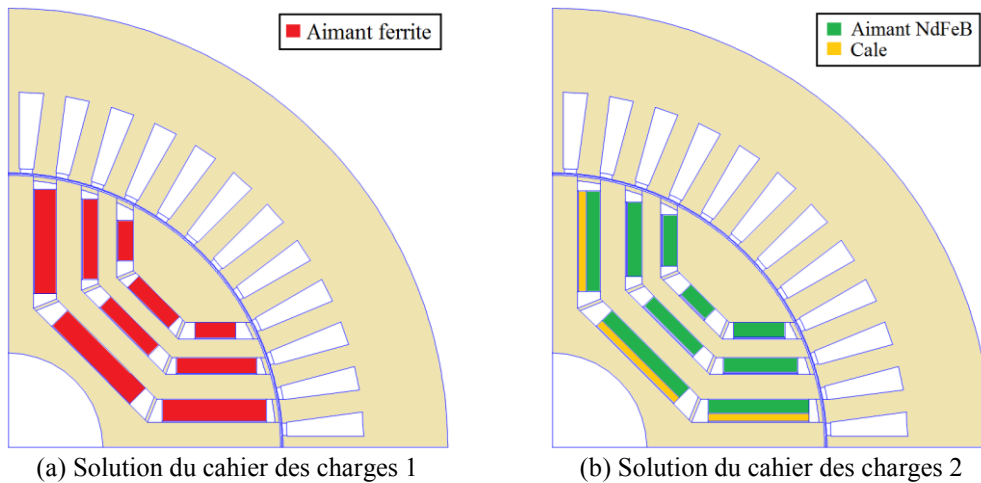 Aimant ferrite
Aimant NdFeB
Cale
(a) Solution du cahier des charges 1
(b) Solution du cahier des charges 2